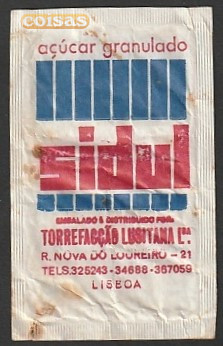 coisas
açúcar granulado
sidul
EMBALADO & DISTRIBUIDO POR:
TORREFACÇÃO LUSITANA Lda.
R. NOVA DO LOUREIRO - 21
TELS. 325243 - 34688 - 367059
LISBOA